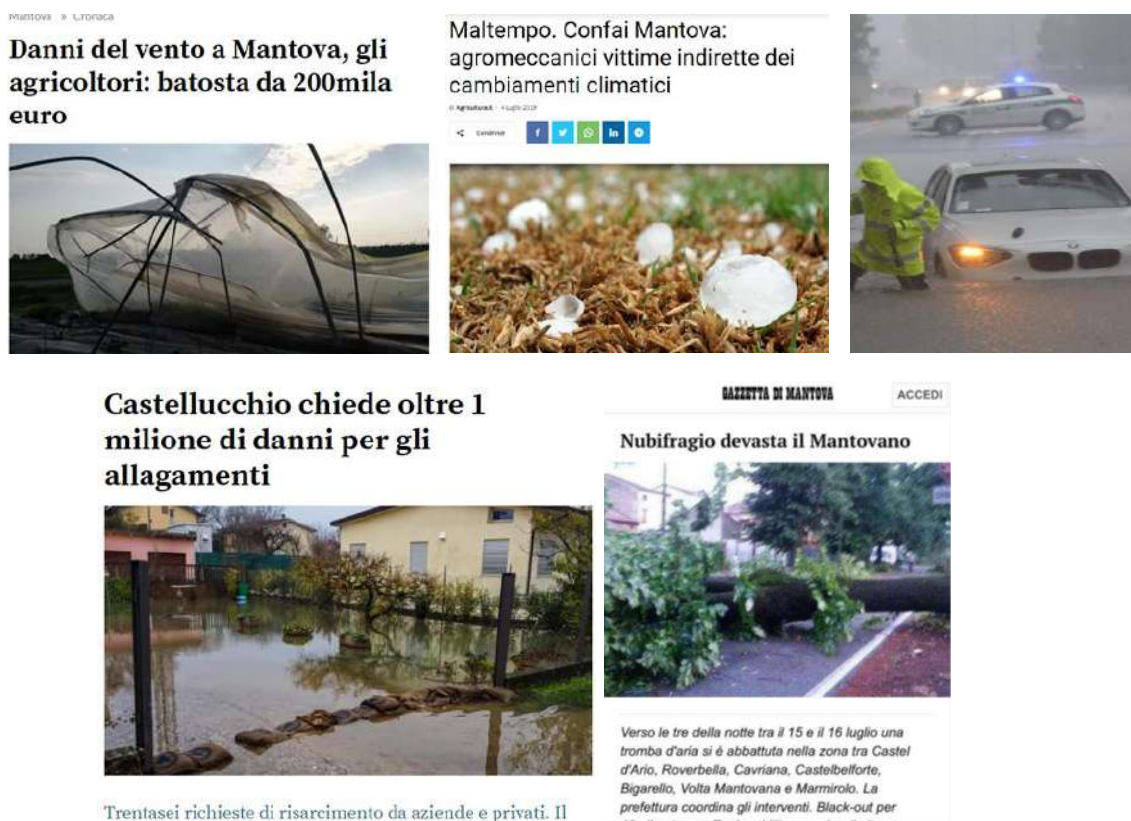 Mantova » Cronaca
Danni del vento a Mantova, gli
agricoltori: batosta da 200mila
euro
Maltempo. Confai Mantova:
agromeccanici vittime indirette dei
cambiamenti climatici
Condividi
Castellucchio chiede oltre 1
milione di danni per gli
allagamenti
Trentasei richieste di risarcimento da aziende e privati. Il
GAZZETTA DI MANTOVA
ACCEDI
Nubifragio devasta il Mantovano
Verso le tre della notte tra il 15 e il 16 luglio una
tromba d'aria si è abbattuta nella zona tra Castel
d'Ario, Roverbella, Cavriana, Castelbelforte,
Bigarello, Volta Mantovana e Marmirolo. La
prefettura coordina gli interventi. Black-out per